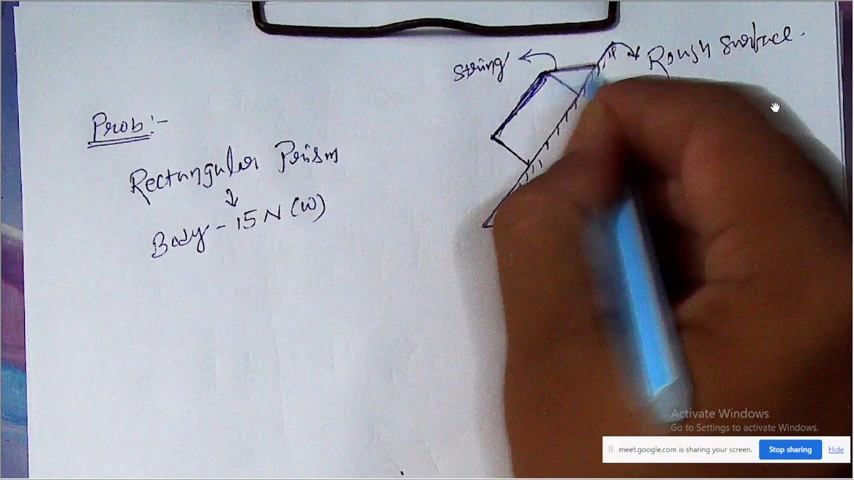 string
Rough surface.
Prob:-
Rectangular Prism
Body - 15 N (W)
Activate Windows
Go to Settings to activate Windows.
meet.google.com is sharing your screen.
Stop sharing
Hide